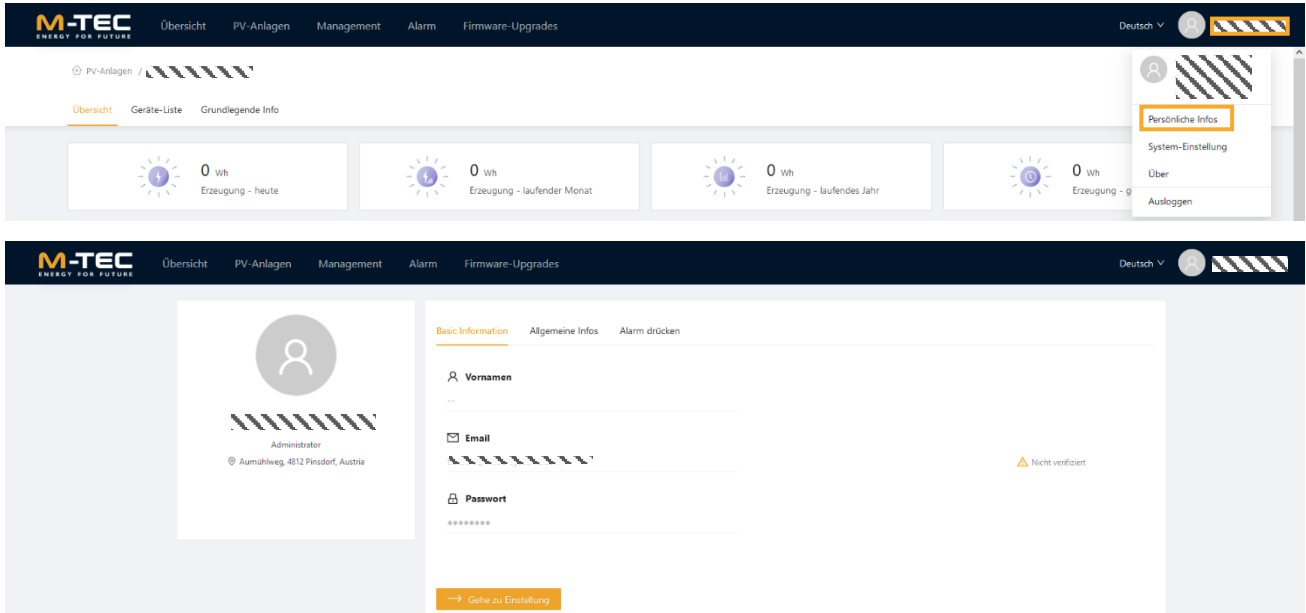 M-TEC Übersicht PV-Anlagen Management Alarm Firmware-Upgrades Deutsch
ENERGY FOR FUTURE
PV-Anlagen /
Übersicht Geräte-Liste Grundlegende Info
Persönliche Infos
System-Einstellung
Über
Ausloggen
0 Wh
Erzeugung - heute
0 Wh
Erzeugung - laufender Monat
0 Wh
Erzeugung - laufendes Jahr
0 Wh
Erzeugung - g
M-TEC Übersicht PV-Anlagen Management Alarm Firmware-Upgrades Deutsch
ENERGY FOR FUTURE
Administrator
Aumühlweg, 4812 Pinsdorf, Austria
Basic Information Allgemeine Infos Alarm drücken
Vornamen
--
Email
Nicht verifiziert
Passwort
********
→ Gehe zu Einstellung